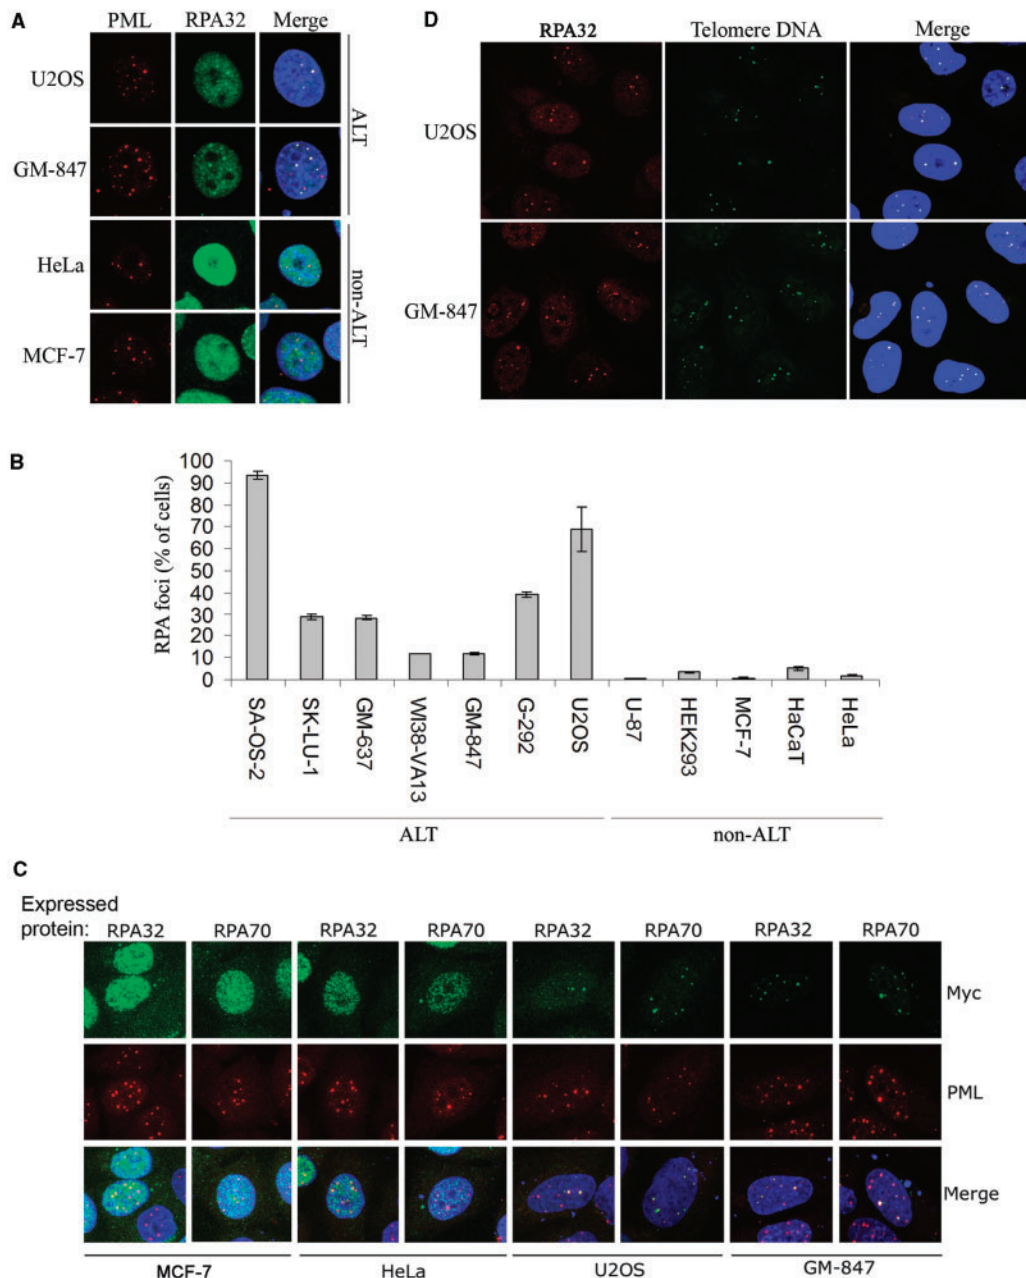 A
PML RPA32 Merge
U2OS
GM-847
ALT
HeLa
MCF-7
non-ALT
D
RPA32 Telomere DNA Merge
U2OS
GM-847
B
RPA foci (% of cells)
100
90
80
70
60
50
40
30
20
10
0
SA-OS-2 SK-LU-1 GM-637 WI38-VA13 GM-847 G-292 U2OS U-87 HEK293 MCF-7 HaCaT HeLa
ALT non-ALT
C
Expressed
protein: RPA32 RPA70 RPA32 RPA70 RPA32 RPA70 RPA32 RPA70
Myc
PML
Merge
MCF-7 HeLa U2OS GM-847